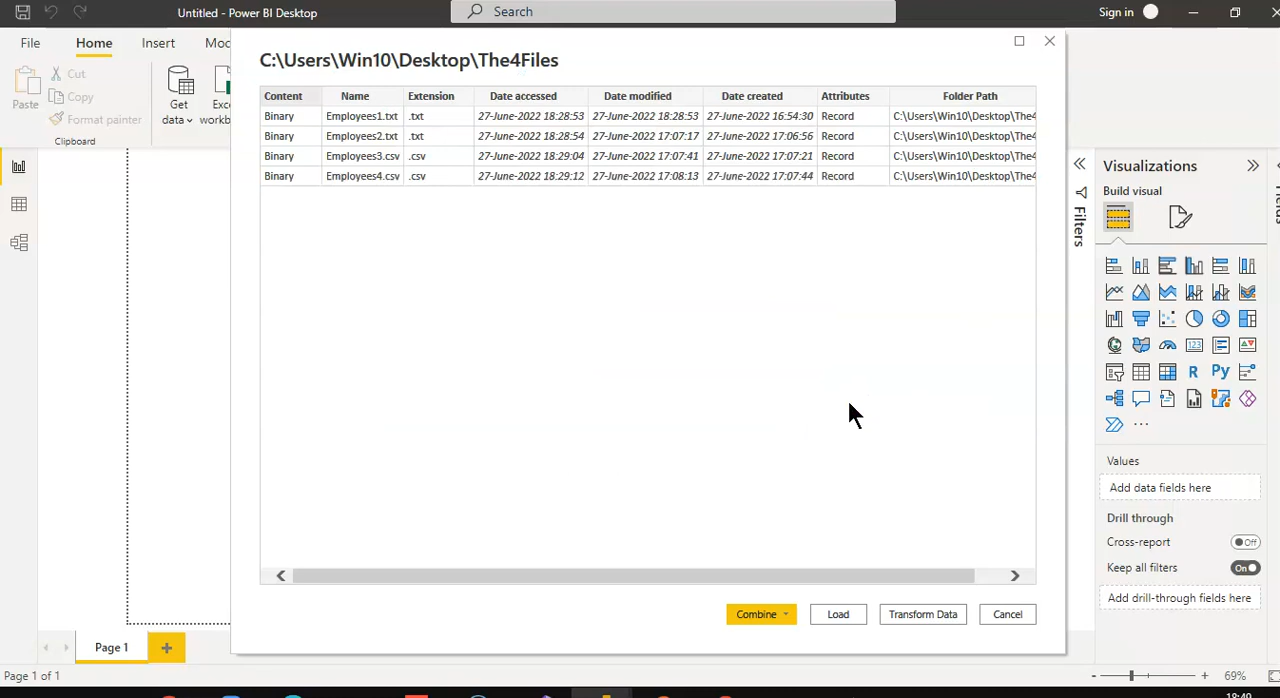 Untitled - Power BI Desktop
Search
Sign in
File
Home
Insert
Mod
Paste
Cut
Copy
Format painter
Clipboard
Get
data
Exc
workb
C:\Users\Win10\Desktop\The4Files
Content Name Extension Date accessed Date modified Date created Attributes Folder Path
Binary Employees1.txt .txt 27-June-2022 18:28:53 27-June-2022 18:28:53 27-June-2022 16:54:30 Record C:\Users\Win10\Desktop\The4
Binary Employees2.txt .txt 27-June-2022 18:28:54 27-June-2022 17:07:17 27-June-2022 17:06:56 Record C:\Users\Win10\Desktop\The4
Binary Employees3.csv .csv 27-June-2022 18:29:04 27-June-2022 17:07:41 27-June-2022 17:07:21 Record C:\Users\Win10\Desktop\The4
Binary Employees4.csv .csv 27-June-2022 18:29:12 27-June-2022 17:08:13 27-June-2022 17:07:44 Record C:\Users\Win10\Desktop\The4
Combine
Load
Transform Data
Cancel
Filters
Visualizations
Build visual
123
R
Py
...
Values
Add data fields here
Drill through
Cross-report
Off
Keep all filters
On
Add drill-through fields here
Page 1
+
Page 1 of 1
- +
69%